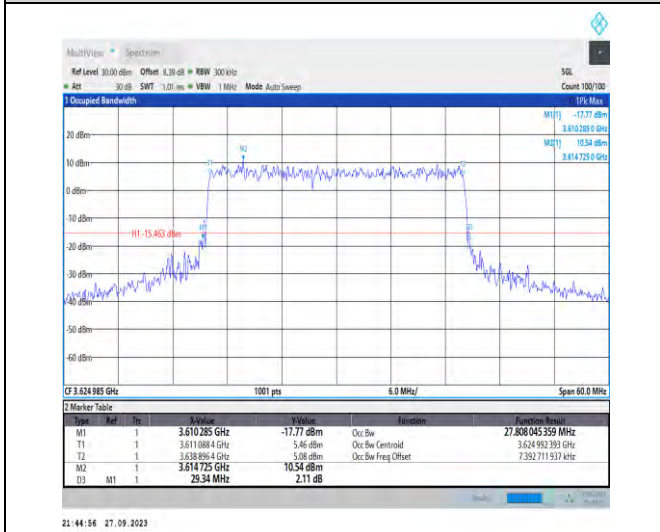 MultiView Spectrum
Ref Level 30.00 dBm Offset 8.39 dB RBW 300 kHz SGL
Att 30 dB SWT 1.01 ms VBW 1 MHz Mode Auto Sweep Count 100/100
1 Occupied Bandwidth 1Pk Max
M1[1] -17.77 dBm
3.610 285 0 GHz
M2[1] 10.54 dBm
3.614 725 0 GHz
20 dBm
M2
10 dBm
0 dBm
-10 dBm
H1 -15.463 dBm
-20 dBm
-30 dBm
-40 dBm
-50 dBm
-60 dBm
CF 3.624 985 GHz 1001 pts 6.0 MHz/ Span 60.0 MHz
2 Marker Table
Type Ref Trc X-Value Y-Value Function Function Result
M1 1 3.610 285 GHz -17.77 dBm Occ Bw 27.808 045 359 MHz
T1 1 3.611 088 4 GHz 5.46 dBm Occ Bw Centroid 3.624 992 393 GHz
T2 1 3.638 896 4 GHz 5.08 dBm Occ Bw Freq Offset 7.392 711 937 kHz
M2 1 3.614 725 GHz 10.54 dBm
D3 M1 1 29.34 MHz 2.11 dB
21:44:56 27.09.2023